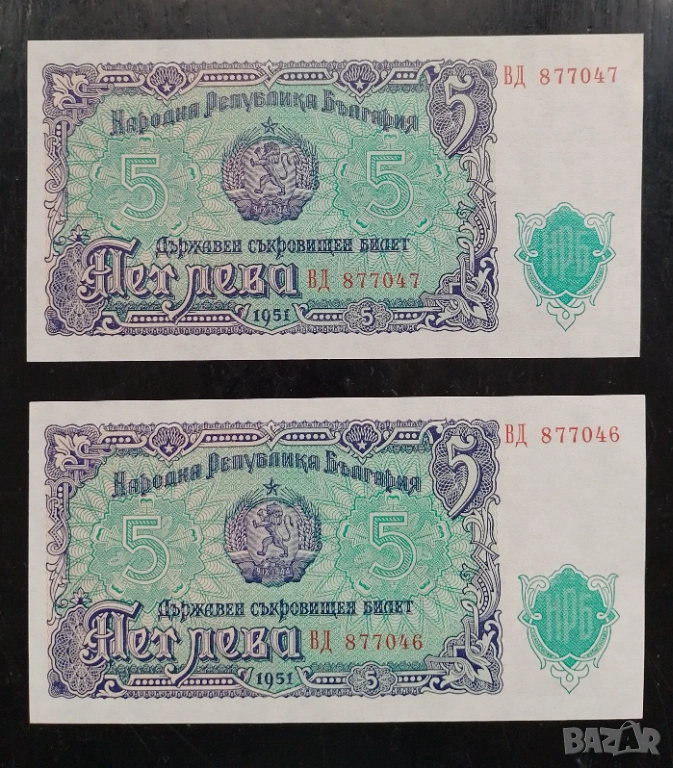 ВД 877047
Народна Република България
5
5
5
Държавен съкровищен билет
Пет лева ВД 877047
НРБ
1951
5
ВД 877046
Народна Република България
5
5
5
Държавен съкровищен билет
Пет лева ВД 877046
НРБ
1951
5
BAZAR